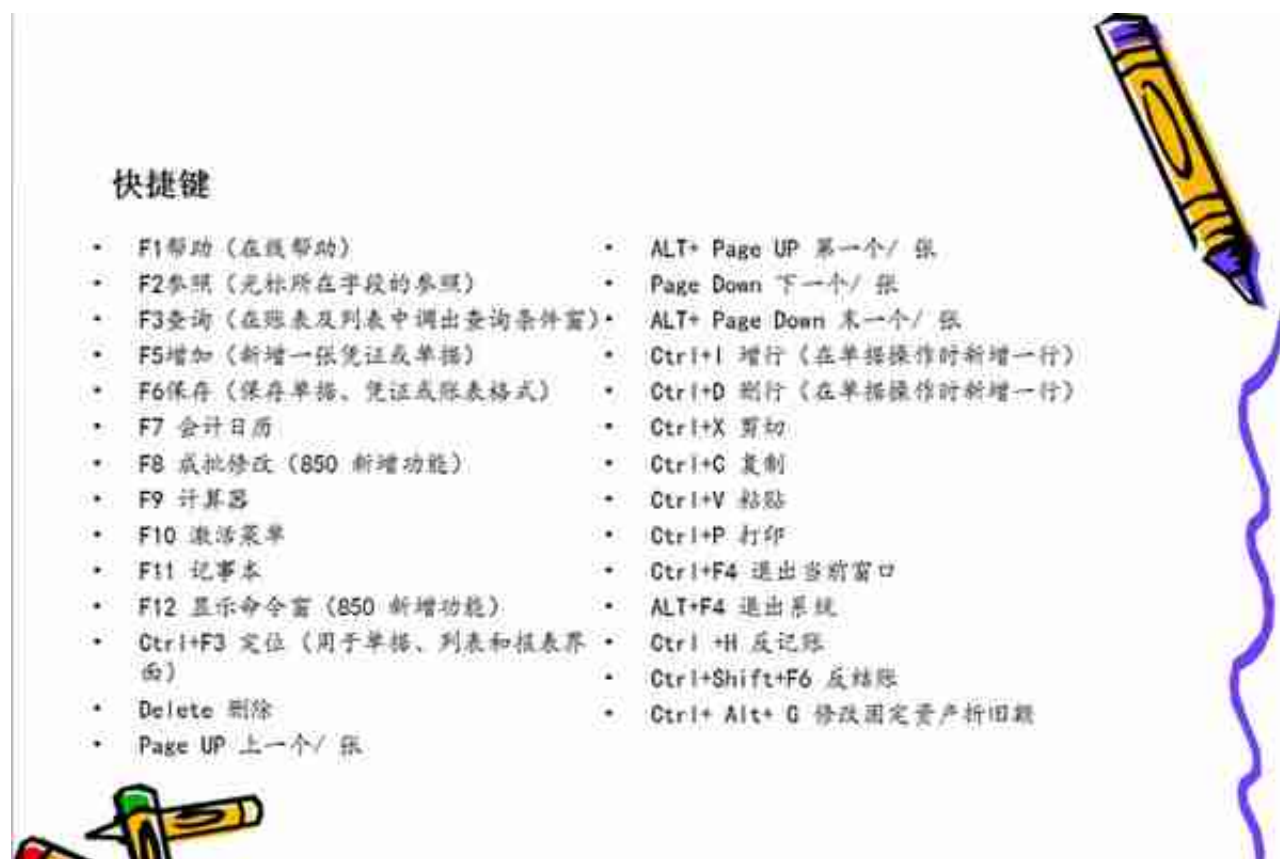 快捷键
• F1帮助（在线帮助）
• F2参照（光标所在字段的参照）
• F3查询（在账表及列表中调出查询条件窗）
• F5增加（新增一张凭证或单据）
• F6保存（保存单据、凭证或账表格式）
• F7 会计日历
• F8 成批修改（850 新增功能）
• F9 计算器
• F10 激活菜单
• F11 记事本
• F12 显示命令窗（850 新增功能）
• Ctrl+F3 定位（用于单据、列表和报表界
面）
• Delete 删除
• Page UP 上一个/ 张
• ALT+ Page UP 第一个/ 张
• Page Down 下一个/ 张
• ALT+ Page Down 末一个/ 张
• Ctrl+I 增行（在单据操作时新增一行）
• Ctrl+D 删行（在单据操作时新增一行）
• Ctrl+X 剪切
• Ctrl+C 复制
• Ctrl+V 粘贴
• Ctrl+P 打印
• Ctrl+F4 退出当前窗口
• ALT+F4 退出系统
• Ctrl +H 反记账
• Ctrl+Shift+F6 反结账
• Ctrl+ Alt+ G 修改固定资产折旧额